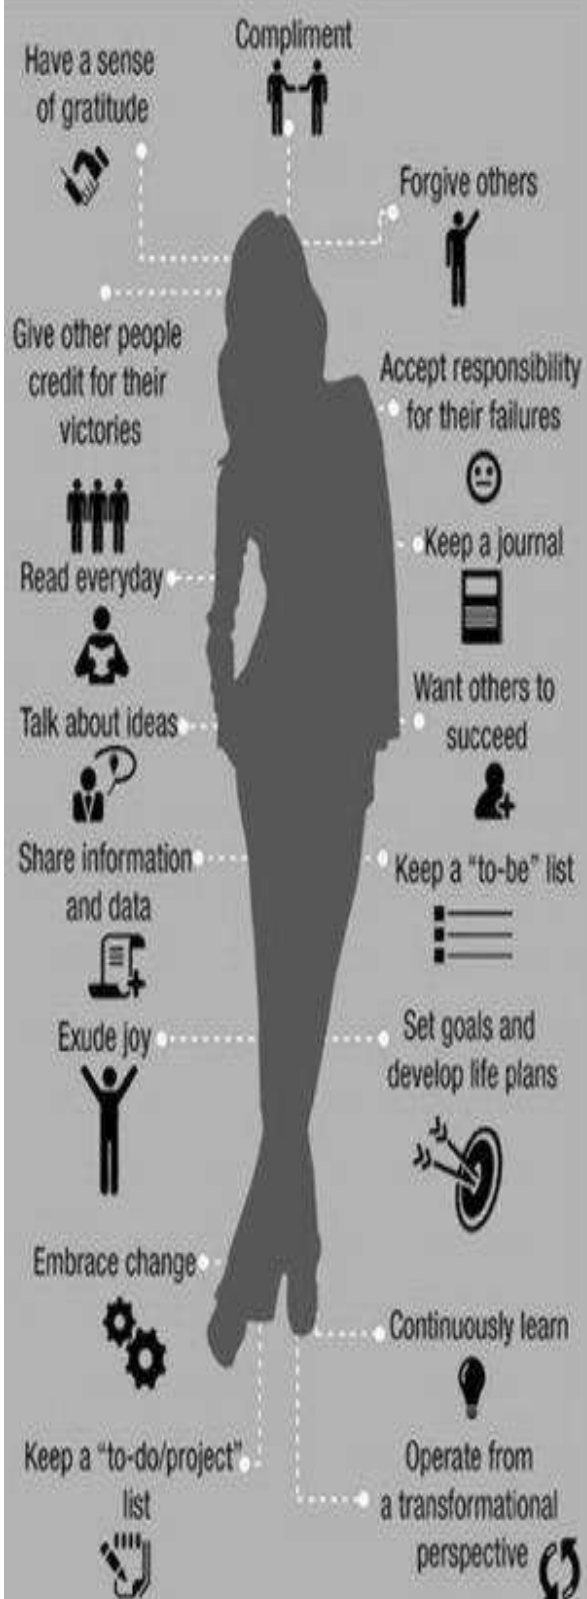 Compliment
Have a sense
of gratitude
Forgive others
Give other people
credit for their
victories
Accept responsibility
for their failures
Keep a journal
Read everyday
Want others to
succeed
Talk about ideas
Share information
and data
Keep a "to-be" list
Exude joy
Set goals and
develop life plans
Embrace change
Continuously learn
Keep a "to-do/project"
list
Operate from
a transformational
perspective